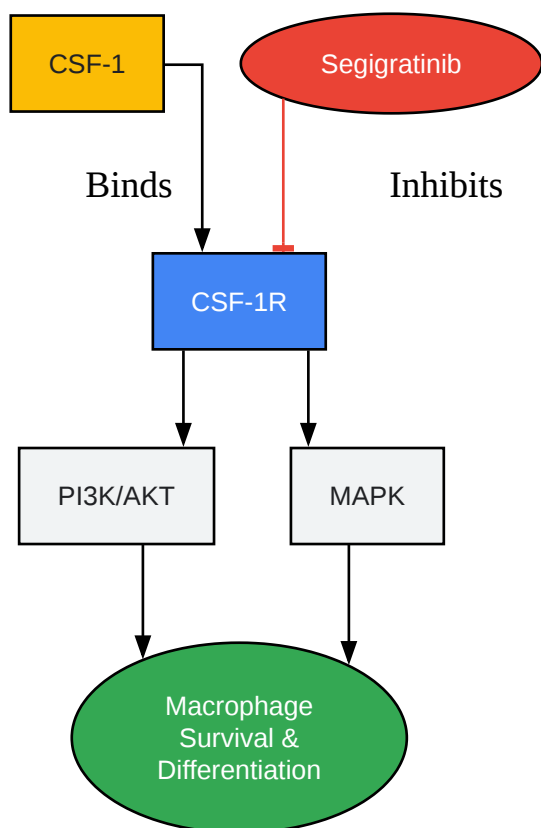 CSF-1
Segigratinib
Binds
Inhibits
CSF-1R
PI3K/AKT
MAPK
Macrophage
Survival &
Differentiation